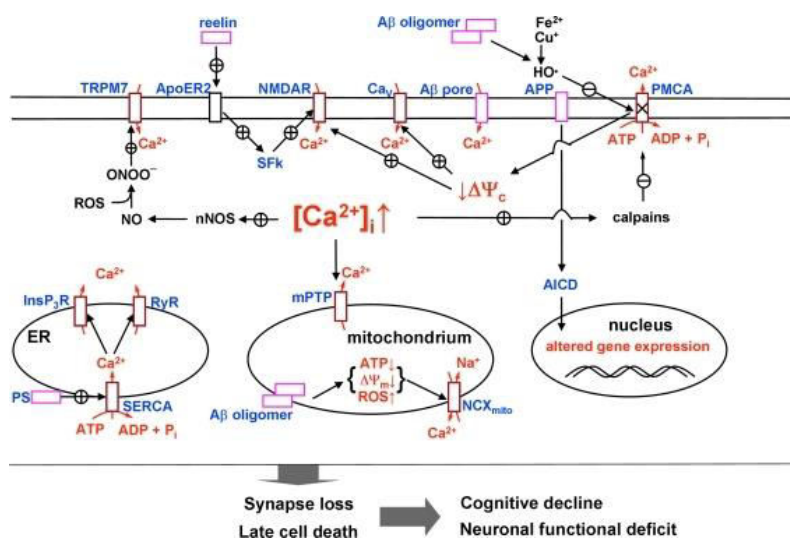 reelin
Aβ oligomer
Fe²⁺
Cu⁺
HO•
Ca²⁺
TRPM7
ApoER2
NMDAR
Caᵥ
Aβ pore
APP
PMCA
Ca²⁺
Ca²⁺
Ca²⁺
Ca²⁺
ATP
ADP + Pᵢ
SFk
ONOO⁻
↓ΔΨc
ROS
NO
nNOS
[Ca²⁺]ᵢ↑
calpains
Ca²⁺
Ca²⁺
AICD
InsP₃R
RyR
mPTP
ER
mitochondrium
nucleus
altered gene expression
Ca²⁺
ATP↓
ΔΨm↓
ROS↑
Na⁺
PS
SERCA
Aβ oligomer
NCXmito
ATP
ADP + Pᵢ
Ca²⁺
Synapse loss
Late cell death
Cognitive decline
Neuronal functional deficit